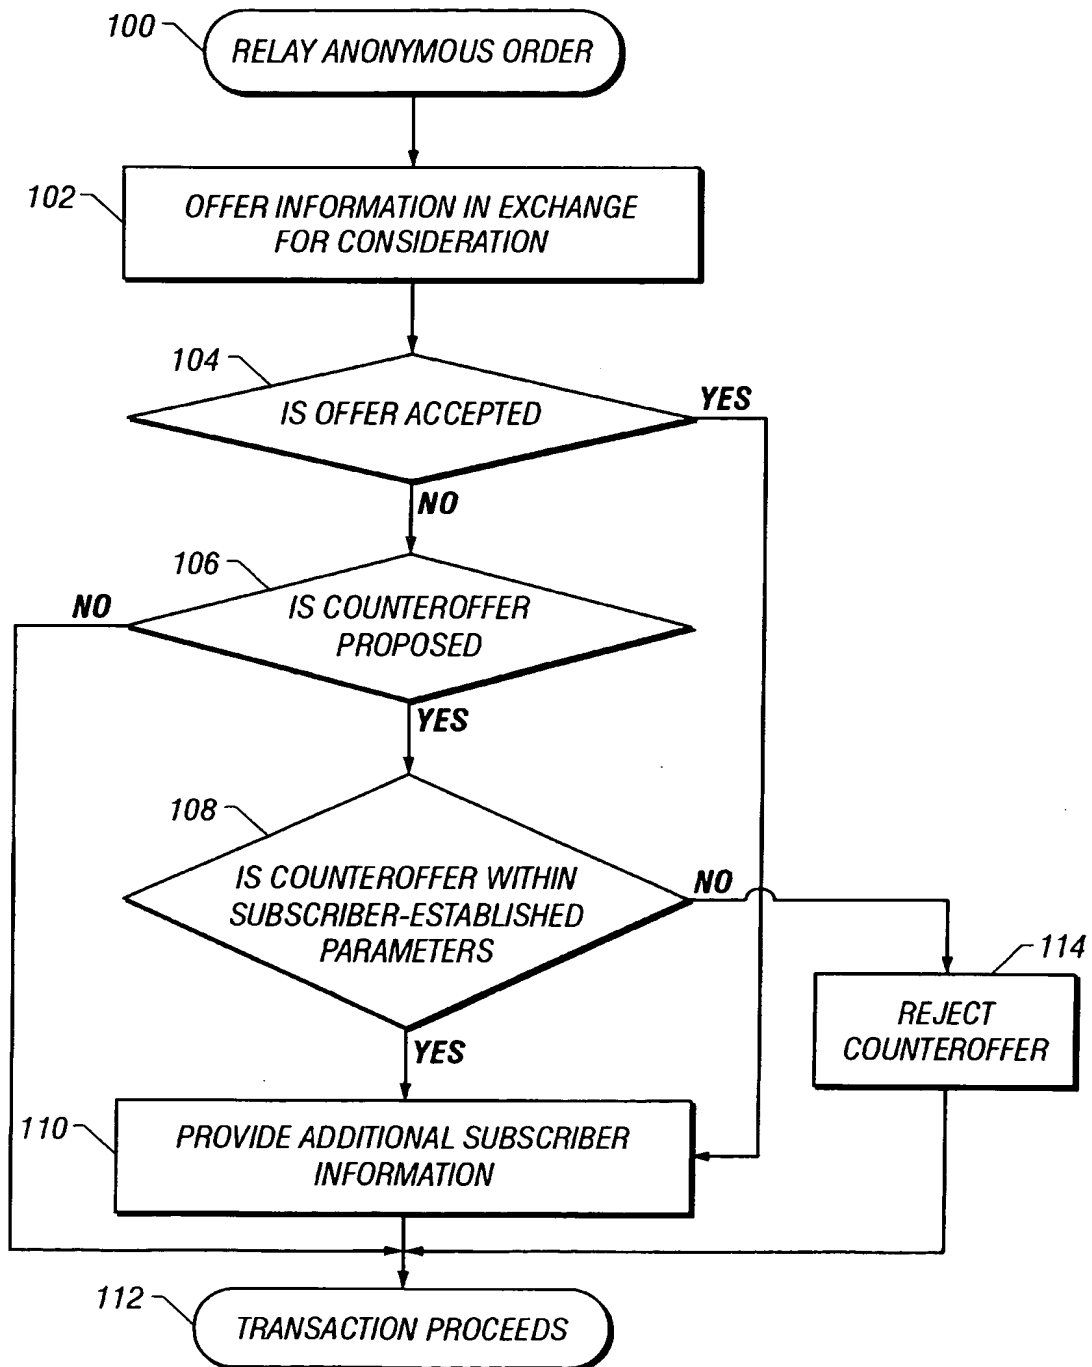 100
RELAY ANONYMOUS ORDER
102
OFFER INFORMATION IN EXCHANGE
FOR CONSIDERATION
104
IS OFFER ACCEPTED
YES
NO
106
IS COUNTEROFFER
PROPOSED
NO
YES
108
IS COUNTEROFFER WITHIN
SUBSCRIBER-ESTABLISHED
PARAMETERS
NO
114
REJECT
COUNTEROFFER
YES
110
PROVIDE ADDITIONAL SUBSCRIBER
INFORMATION
112
TRANSACTION PROCEEDS